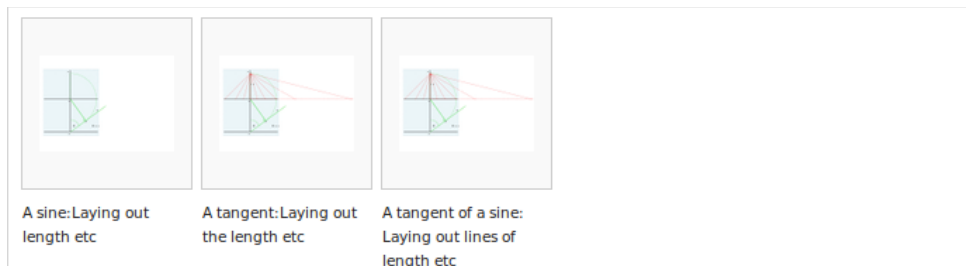 A sine:Laying out
length etc
A tangent:Laying out
the length etc
A tangent of a sine:
Laying out lines of
length etc